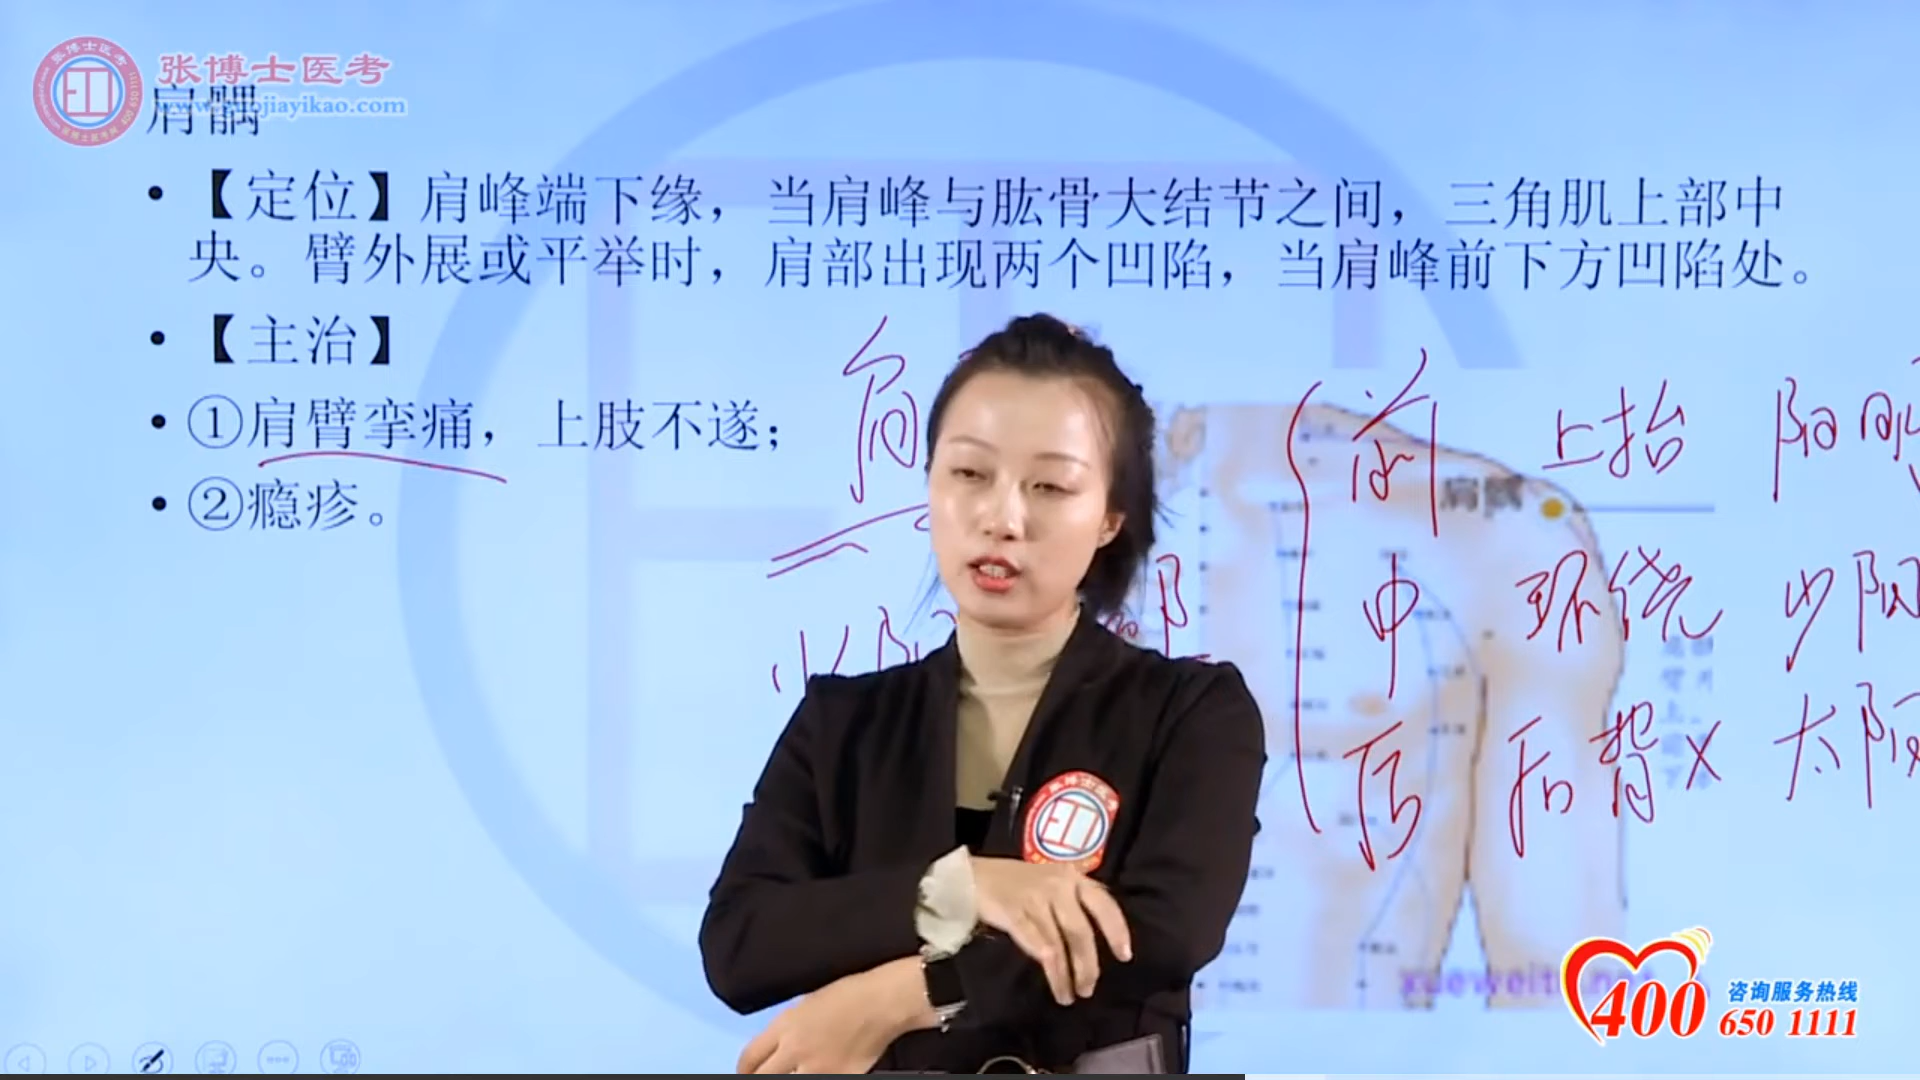 张博士医考
www.guojiayikao.com
肩髃
• 【定位】肩峰端下缘，当肩峰与肱骨大结节之间，三角肌上部中
央。臂外展或平举时，肩部出现两个凹陷，当肩峰前下方凹陷处。
• 【主治】
• ①肩臂挛痛，上肢不遂；
• ②瘾疹。
肩
前 上抬 阳明
肩髃
中 环绕 少阳
后 后背 太阳
400 咨询服务热线
650 1111